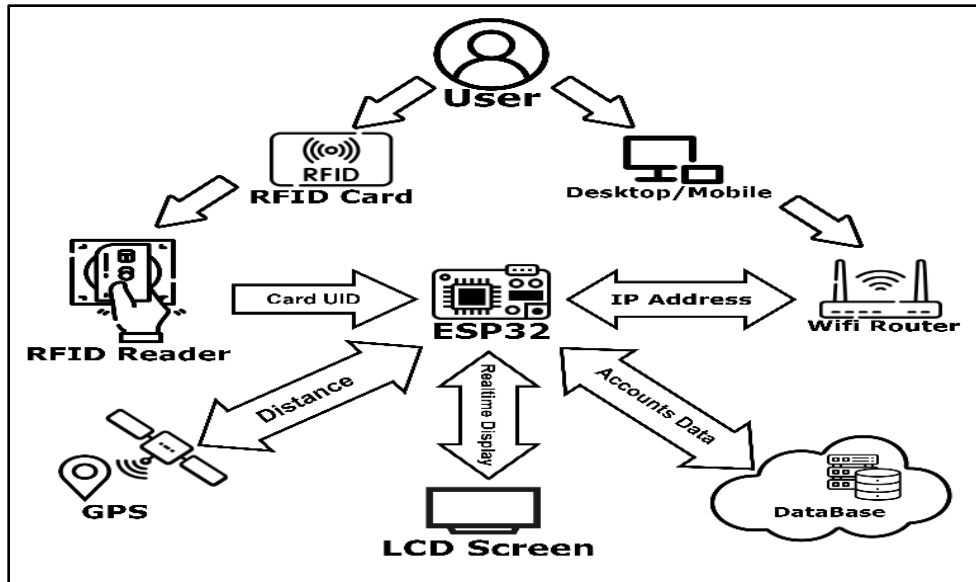 User
RFID
RFID Card
Desktop/Mobile
Card UID
ESP32
IP Address
Wifi Router
RFID Reader
Distance
Realtime Display
Accounts Data
GPS
LCD Screen
DataBase